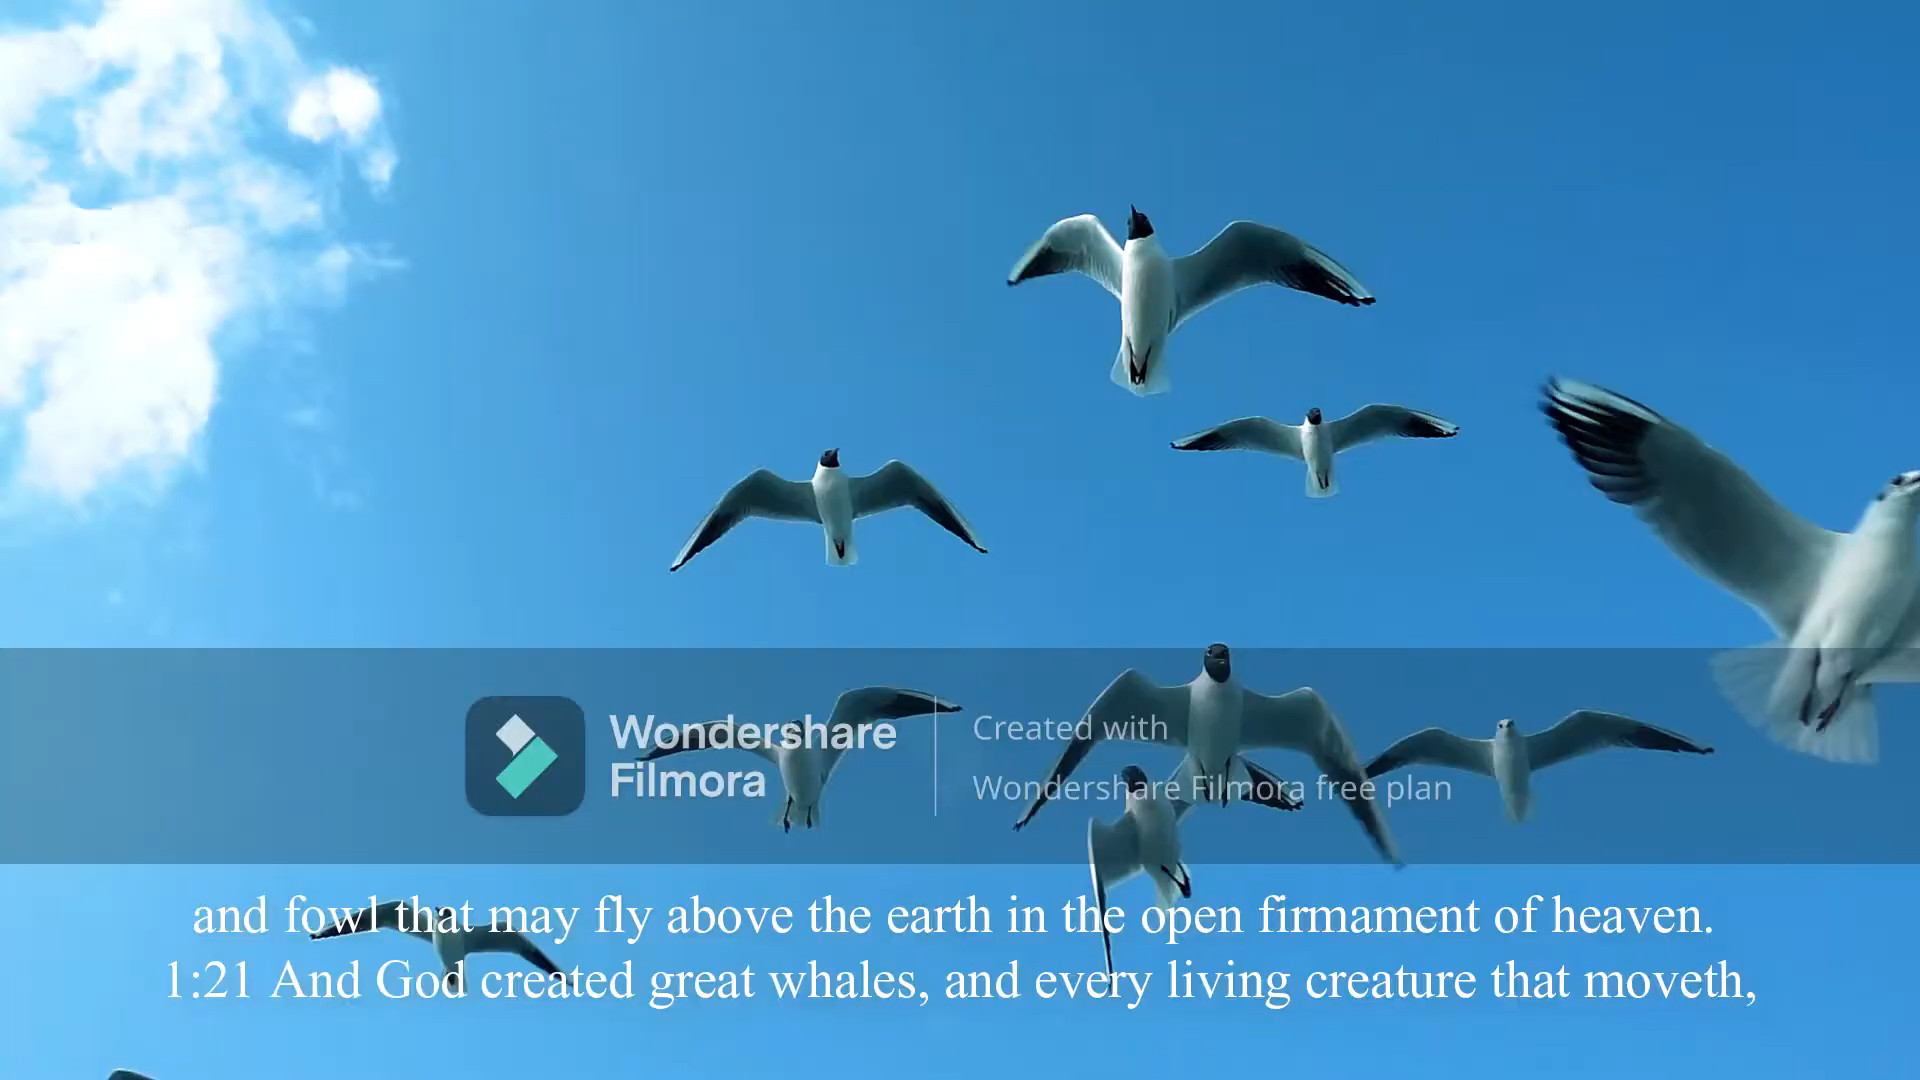 Wondershare
Filmora
Created with
Wondershare Filmora free plan
and fowl that may fly above the earth in the open firmament of heaven.
1:21 And God created great whales, and every living creature that moveth,